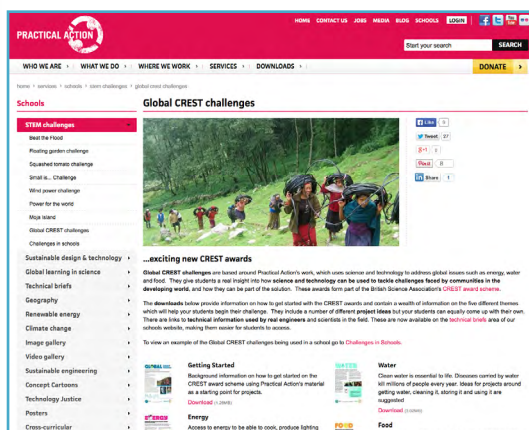 HOME CONTACT US JOBS MEDIA BLOG SCHOOLS LOGIN
PRACTICAL ACTION
Start your search SEARCH
WHO WE ARE WHAT WE DO WHERE WE WORK SERVICES DOWNLOADS DONATE
home > services > schools > stem challenges > global crest challenges
Schools
STEM challenges
Beat the Flood
Floating garden challenge
Squashed tomato challenge
Small is... Challenge
Wind power challenge
Power for the world
Moja Island
Global CREST challenges
Challenges in schools
Sustainable design & technology
Global learning in science
Technical briefs
Geography
Renewable energy
Climate change
Image gallery
Video gallery
Sustainable engineering
Concept Cartoons
Technology Justice
Posters
Cross-curricular
Global CREST challenges
Like 9
Tweet 27
+1 2
Pin it 8
Share 1
...exciting new CREST awards
Global CREST challenges are based around Practical Action's work, which uses science and technology to address global issues such as energy, water
and food. They give students a real insight into how science and technology can be used to tackle challenges faced by communities in the
developing world, and how they can be part of the solution. These awards form part of the British Science Association's CREST award scheme.
The downloads below provide information on how to get started with the CREST awards and contain a wealth of information on the five different themes
which will help your students begin their challenge. They include a number of different project ideas but your students can equally come up with their own.
There are links to technical information used by real engineers and scientists in the field. These are now available on the technical briefs area of our
schools website, making them easier for students to access.
To view an example of the Global CREST challenges being used in a school go to Challenges in Schools.
Getting Started
Background information on how to get started on the
CREST award scheme using Practical Action's material
as a starting point for projects.
Download
ENERGY
Energy
Access to energy to be able to cook, produce lighting
WATER
Water
Clean water is essential to life. Diseases carried by water
kill millions of people every year. Ideas for projects around
getting water, cleaning it, storing it and using it are
suggested
Download
FOOD
Food